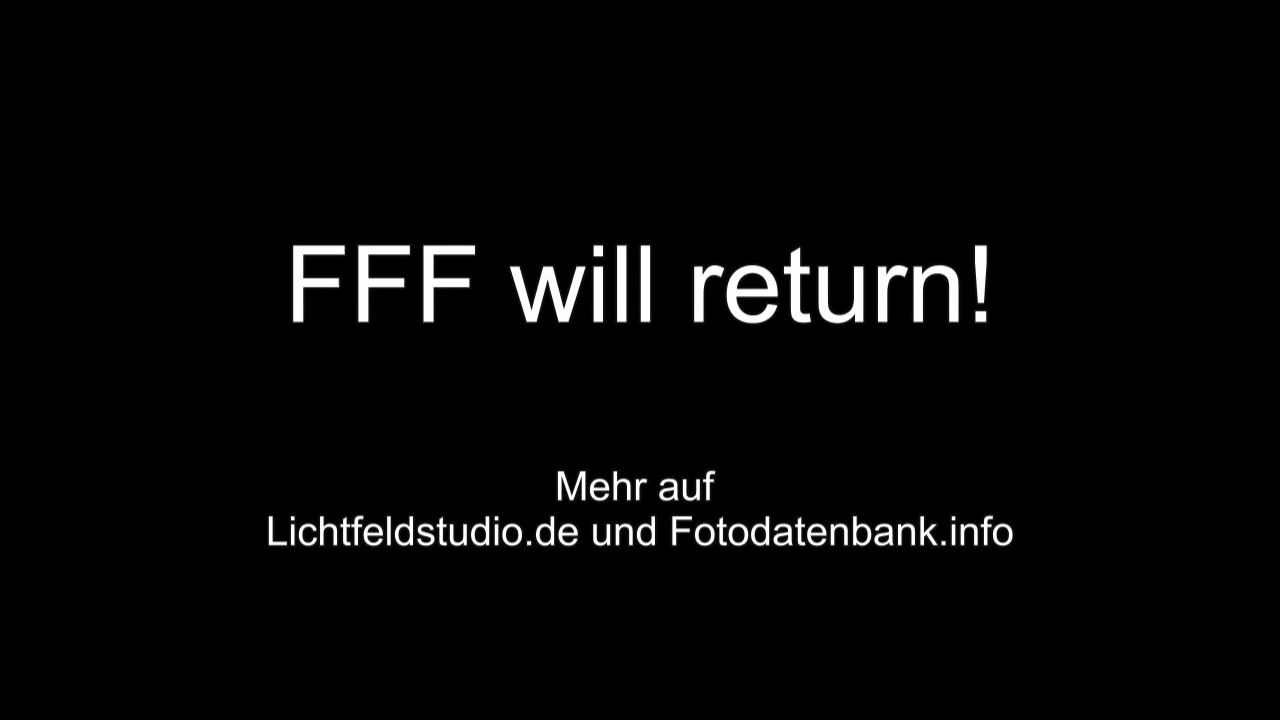 FFF will return!
Mehr auf
Lichtfeldstudio.de und Fotodatenbank.info